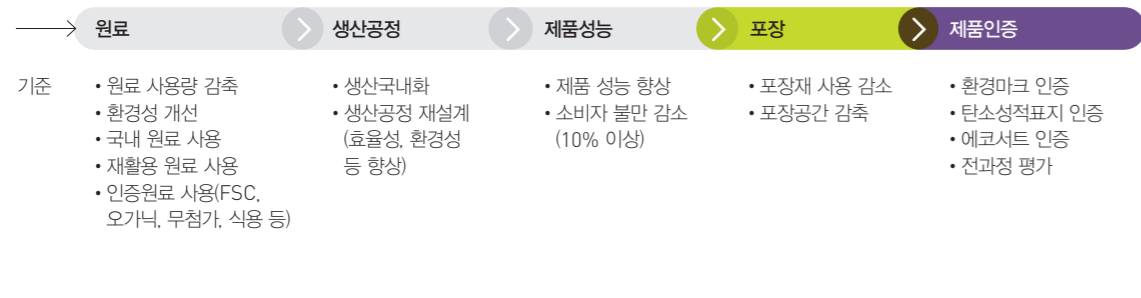 원료
생산공정
제품성능
포장
제품인증
기준
• 원료 사용량 감축
• 환경성 개선
• 국내 원료 사용
• 재활용 원료 사용
• 인증원료 사용(FSC,
오가닉, 무첨가, 식용 등)
• 생산국내화
• 생산공정 재설계
(효율성, 환경성
등 향상)
• 제품 성능 향상
• 소비자 불만 감소
(10% 이상)
• 포장재 사용 감소
• 포장공간 감축
• 환경마크 인증
• 탄소성적표지 인증
• 에코서트 인증
• 전과정 평가